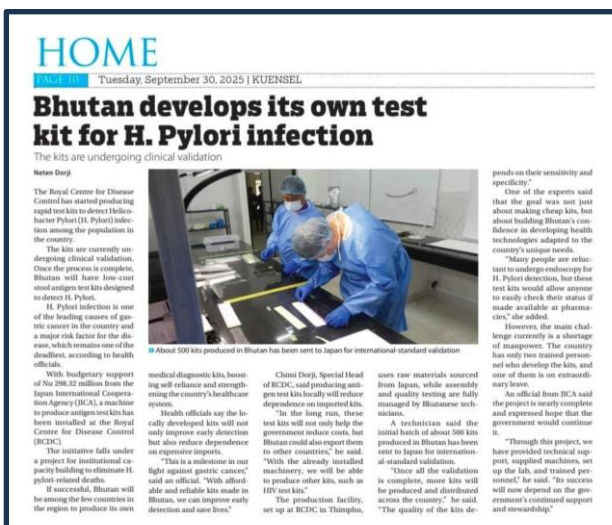 HOME
PAGE 10 Tuesday, September 30, 2025 | KUENSEL
Bhutan develops its own test
kit for H. Pylori infection
The kits are undergoing clinical validation
Neten Dorji
The Royal Centre for Disease
Control has started producing
rapid test kits to detect Helico-
bacter Pylori (H. Pylori) infec-
tion among the population in
the country.
The kits are currently un-
dergoing clinical validation.
Once the process is complete,
Bhutan will have low-cost
stool antigen test kits designed
to detect H. Pylori.
H. Pylori infection is one
of the leading causes of gas-
tric cancer in the country and
a major risk factor for the dis-
ease, which remains one of the
deadliest, according to health
officials.
With budgetary support
of Nu 298.32 million from the
Japan International Coopera-
tion Agency (JICA), a machine
to produce antigen test kits has
been installed at the Royal
Centre for Disease Control
(RCDC).
The initiative falls under
a project for institutional ca-
pacity building to eliminate H.
pylori-related deaths.
If successful, Bhutan will
be among the few countries in
the region to produce its own
About 500 kits produced in Bhutan has been sent to Japan for international-standard validation
medical diagnostic kits, boost-
ing self-reliance and strength-
ening the country's healthcare
system.
Health officials say the lo-
cally developed kits will not
only improve early detection
but also reduce dependence
on expensive imports.
"This is a milestone in our
fight against gastric cancer,"
said an official. "With afford-
able and reliable kits made in
Bhutan, we can improve early
detection and save lives."
Chimi Dorji, Special Head
of RCDC, said producing anti-
gen test kits locally will reduce
dependence on imported kits.
"In the long run, these
test kits will not only help the
government reduce costs, but
Bhutan could also export them
to other countries," he said.
"With the already installed
machinery, we will be able
to produce other kits, such as
HIV test kits."
The production facility,
set up at RCDC in Thimphu,
uses raw materials sourced
from Japan, while assembly
and quality testing are fully
managed by Bhutanese tech-
nicians.
A technician said the
initial batch of about 500 kits
produced in Bhutan has been
sent to Japan for internation-
al-standard validation.
"Once all the validation
is complete, more kits will
be produced and distributed
across the country," he said.
"The quality of the kits de-
pends on their sensitivity and
specificity."
One of the experts said
that the goal was not just
about making cheap kits, but
about building Bhutan's con-
fidence in developing health
technologies adapted to the
country's unique needs.
"Many people are reluc-
tant to undergo endoscopy for
H. Pylori detection, but these
test kits would allow anyone
to easily check their status if
made available at pharma-
cies," she added.
However, the main chal-
lenge currently is a shortage
of manpower. The country
has only two trained person-
nel who develop the kits, and
one of them is on extraordi-
nary leave.
An official from JICA said
the project is nearly complete
and expressed hope that the
government would continue
it.
"Through this project, we
have provided technical sup-
port, supplied machines, set
up the lab, and trained per-
sonnel," he said. "Its success
will now depend on the gov-
ernment's continued support
and stewardship."